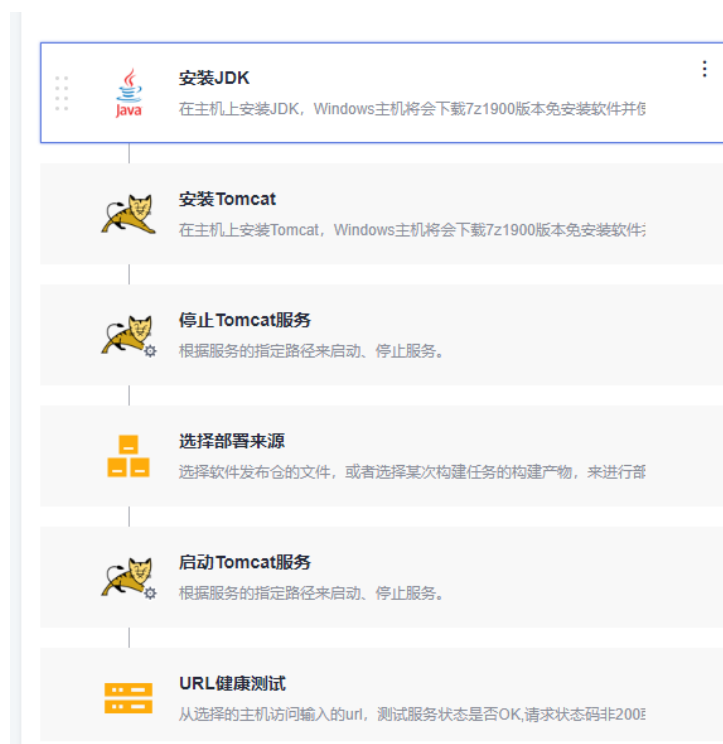 安装JDK
Java
在主机上安装JDK，Windows主机将会下载7z1900版本免安装软件并
安装Tomcat
在主机上安装Tomcat，Windows主机将会下载7z1900版本免安装软件
停止Tomcat服务
根据服务的指定路径来启动、停止服务。
选择部署来源
选择软件发布仓的文件，或者选择某次构建任务的构建产物，来进行部
启动Tomcat服务
根据服务的指定路径来启动、停止服务。
URL健康测试
从选择的主机访问输入的url，测试服务状态是否OK,请求状态码非200